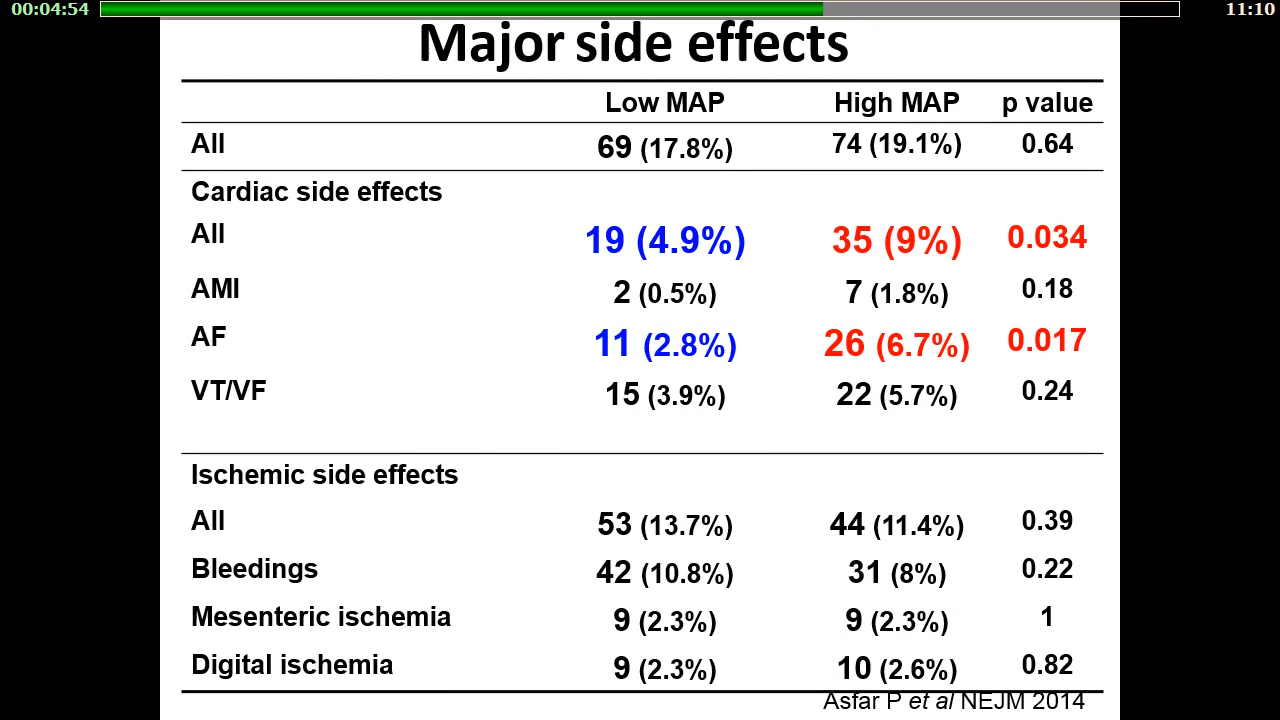 00:04:54 11:10
Major side effects
Low MAP High MAP p value
All 69 (17.8%) 74 (19.1%) 0.64
Cardiac side effects
All 19 (4.9%) 35 (9%) 0.034
AMI 2 (0.5%) 7 (1.8%) 0.18
AF 11 (2.8%) 26 (6.7%) 0.017
VT/VF 15 (3.9%) 22 (5.7%) 0.24
Ischemic side effects
All 53 (13.7%) 44 (11.4%) 0.39
Bleedings 42 (10.8%) 31 (8%) 0.22
Mesenteric ischemia 9 (2.3%) 9 (2.3%) 1
Digital ischemia 9 (2.3%) 10 (2.6%) 0.82
Asfar P et al NEJM 2014